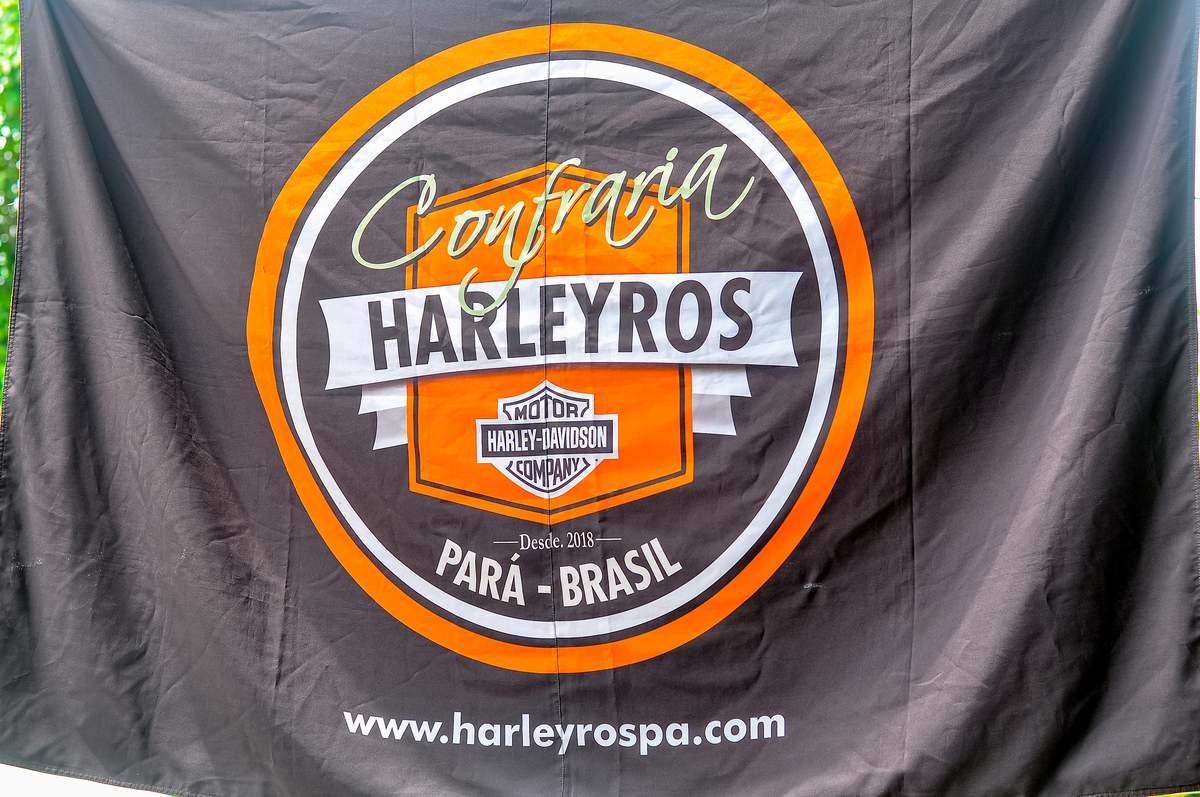 Confraria
HARLEYROS
MOTOR
HARLEY-DAVIDSON
COMPANY
Desde. 2018
PARÁ - BRASIL
www.harleyrospa.com